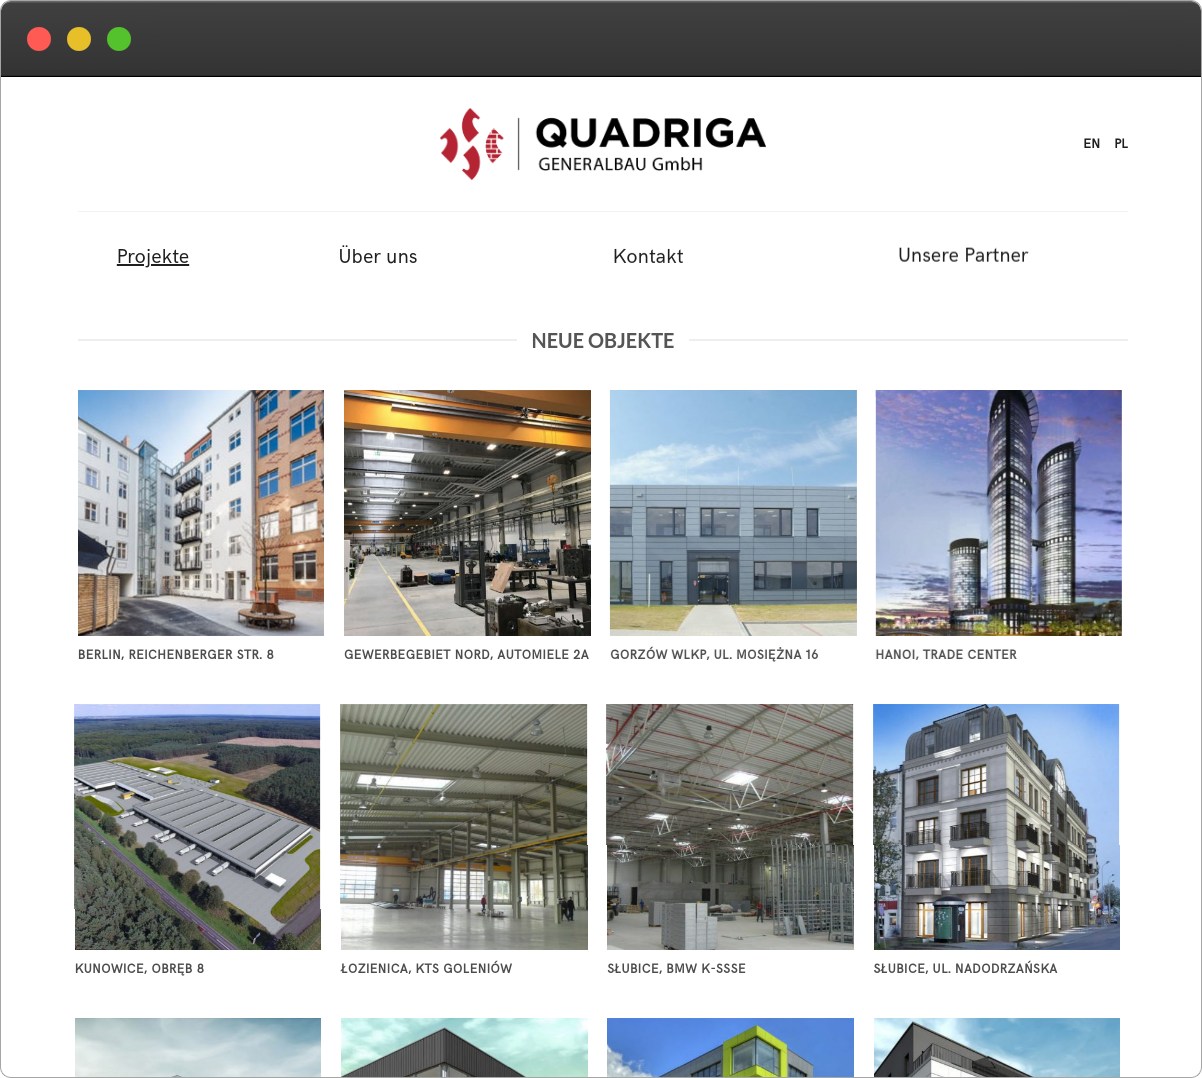 QUADRIGA
GENERALBAU GmbH
EN PL
Projekte Über uns Kontakt Unsere Partner
NEUE OBJEKTE
BERLIN, REICHENBERGER STR. 8
GEWERBEGEBIET NORD, AUTOMIELE 2A
GORZÓW WLKP, UL. MOSIĘŻNA 16
HANOI, TRADE CENTER
KUNOWICE, OBRĘB 8
ŁOZIENICA, KTS GOLENIÓW
SŁUBICE, BMW K-SSSE
SŁUBICE, UL. NADODRZAŃSKA